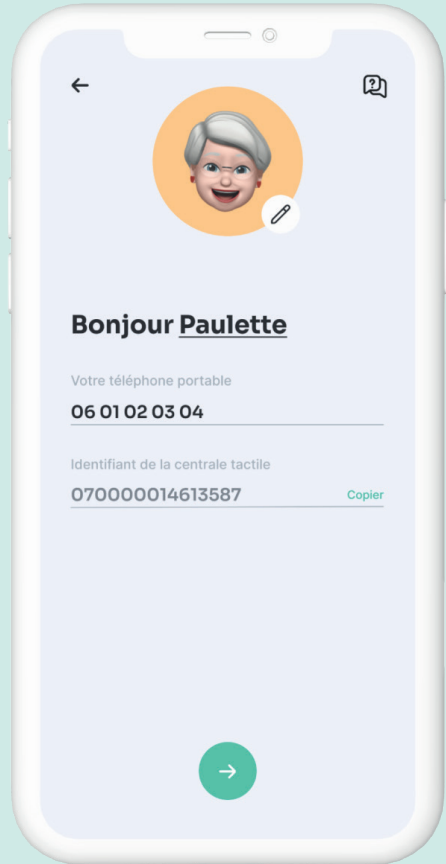 Bonjour Paulette
Votre téléphone portable
06 01 02 03 04
Identifiant de la centrale tactile
070000014613587
Copier